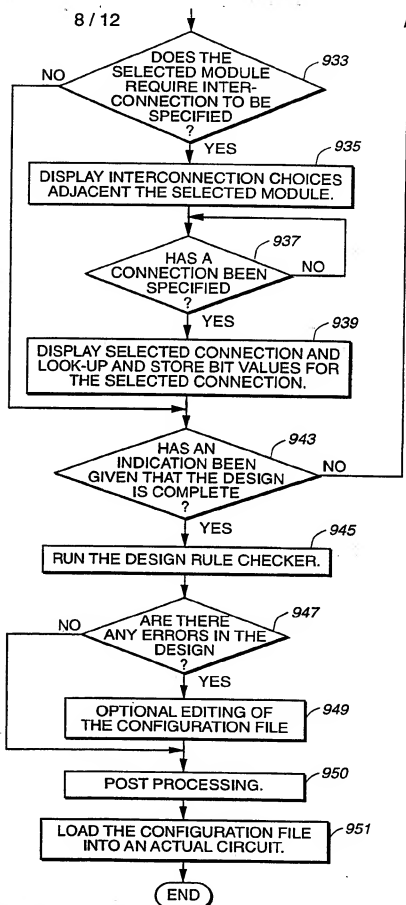 8 / 12
DOES THE
SELECTED MODULE
REQUIRE INTER-
CONNECTION TO BE
SPECIFIED
?
933
NO
YES
935
DISPLAY INTERCONNECTION CHOICES
ADJACENT THE SELECTED MODULE.
937
HAS A
CONNECTION BEEN
SPECIFIED
?
NO
YES
939
DISPLAY SELECTED CONNECTION AND
LOOK-UP AND STORE BIT VALUES FOR
THE SELECTED CONNECTION.
943
HAS AN
INDICATION BEEN
GIVEN THAT THE DESIGN
IS COMPLETE
?
NO
YES
945
RUN THE DESIGN RULE CHECKER.
947
NO
ARE THERE
ANY ERRORS IN THE
DESIGN
?
YES
OPTIONAL EDITING OF
THE CONFIGURATION FILE
949
POST PROCESSING.
950
LOAD THE CONFIGURATION FILE
INTO AN ACTUAL CIRCUIT.
951
END